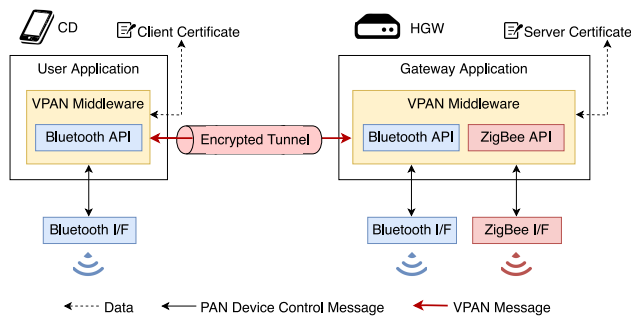 CD
HGW
Client Certificate
Server Certificate
User Application
Gateway Application
VPAN Middleware
VPAN Middleware
Bluetooth API
Encrypted Tunnel
Bluetooth API
ZigBee API
Bluetooth I/F
Bluetooth I/F
ZigBee I/F
Data
PAN Device Control Message
VPAN Message